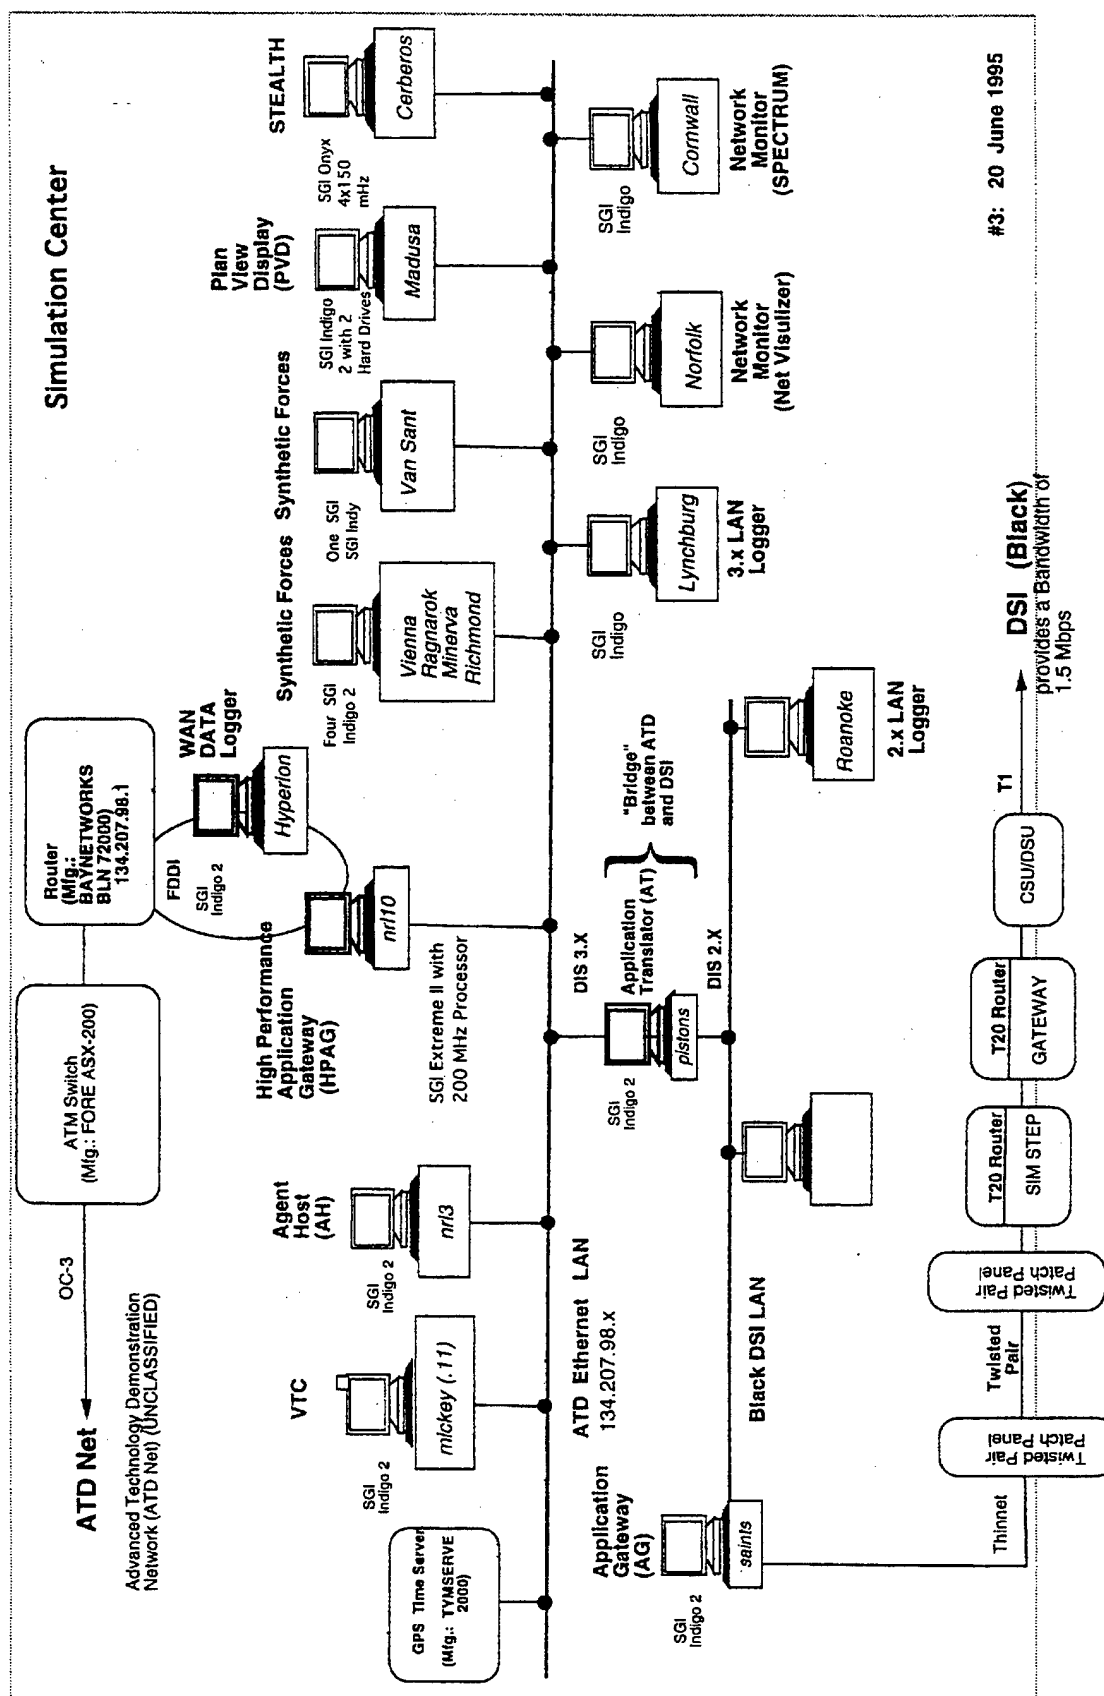 Simulation Center
ATD Net
Advanced Technology Demonstration
Network (ATD Net) (UNCLASSIFIED)
OC-3
ATM Switch
(Mfg.: FORE ASX-200)
Router
(Mfg.:
BAYNETWORKS
BLN 72000)
134.207.98.1
FDDI
SGI
Indigo 2
WAN
DATA
Logger
Hyperion
High Performance
Application
Gateway
(HPAG)
nrl10
SGI Extreme II with
200 MHz Processor
GPS Time Server
(Mfg.: TYMSERVE
2000)
VTC
SGI
Indigo 2
mickey (.11)
Agent
Host
(AH)
SGI
Indigo 2
nrl3
Synthetic Forces
Four SGI
Indigo 2
Vienna
Ragnarok
Minerva
Richmond
Synthetic Forces
One SGI
SGI Indy
Van Sant
Plan
View
Display
(PVD)
SGI Indigo
2 with 2
Hard Drives
Madusa
STEALTH
SGI Onyx
4x150
mHz
Cerberos
ATD Ethernet LAN
134.207.98.x
DIS 3.X
Application
Translator (AT)
"Bridge"
between ATD
and DSI
SGI
Indigo 2
pistons
DIS 2.X
SGI
Indigo
Lynchburg
3.x LAN
Logger
SGI
Indigo
Norfolk
Network
Monitor
(Net Visulizer)
SGI
Indigo
Cornwall
Network
Monitor
(SPECTRUM)
Application
Gateway
(AG)
SGI
Indigo 2
saints
Black DSI LAN
Roanoke
2.x LAN
Logger
Thinnet
Twisted Pair
Patch Panel
Twisted
Pair
Twisted Pair
Patch Panel
T20 Router
SIM STEP
T20 Router
GATEWAY
CSU/DSU
T1
DSI (Black)
provides a Bandwidth of
1.5 Mbps
#3: 20 June 1995